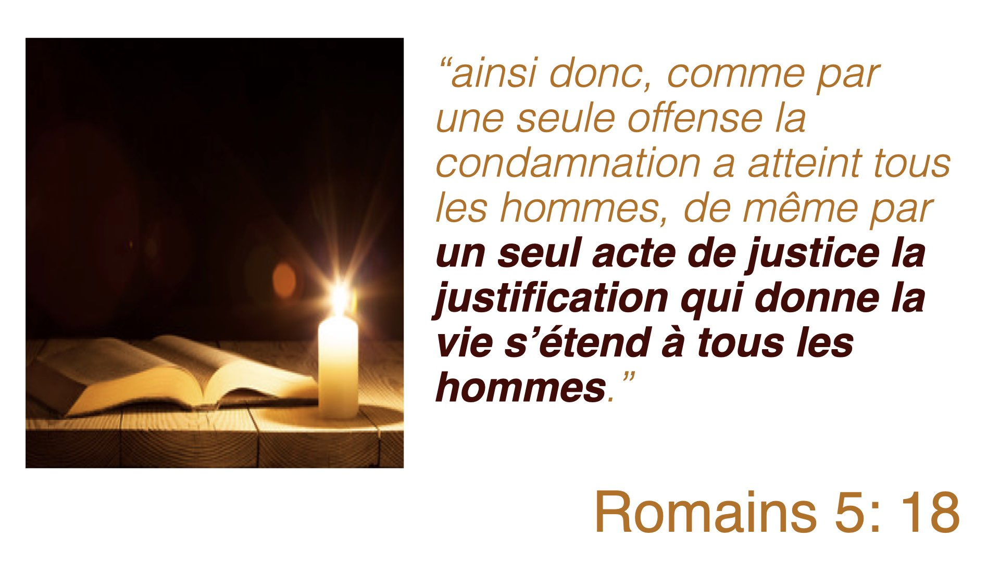 “ainsi donc, comme par
une seule offense la
condamnation a atteint tous
les hommes, de même par
un seul acte de justice la
justification qui donne la
vie s’étend à tous les
hommes.”
Romains 5: 18